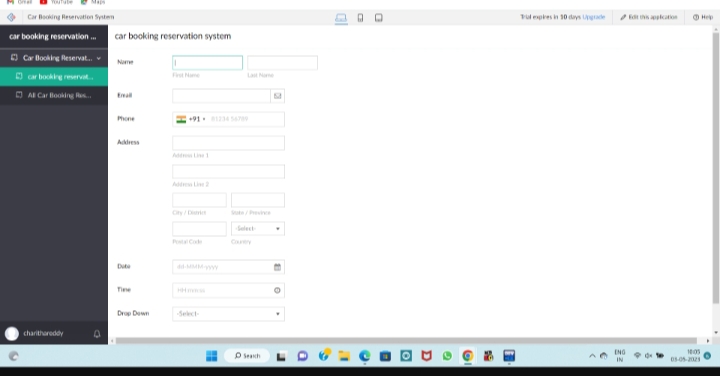 Gmail YouTube Maps
Car Booking Reservation System
Trial expires in 10 days Upgrade
Edit this application
Help
car booking reservation ...
car booking reservation system
Car Booking Reservat...
car booking reservat...
All Car Booking Res...
Name
First Name
Last Name
Email
Phone
+91
81234 56789
Address
Address Line 1
Address Line 2
City / District
State / Province
-Select-
Postal Code
Country
Date
dd-MMM-yyyy
Time
Drop Down
-Select-
charithareddy
Search
ENG
IN
18:05
03-05-2023